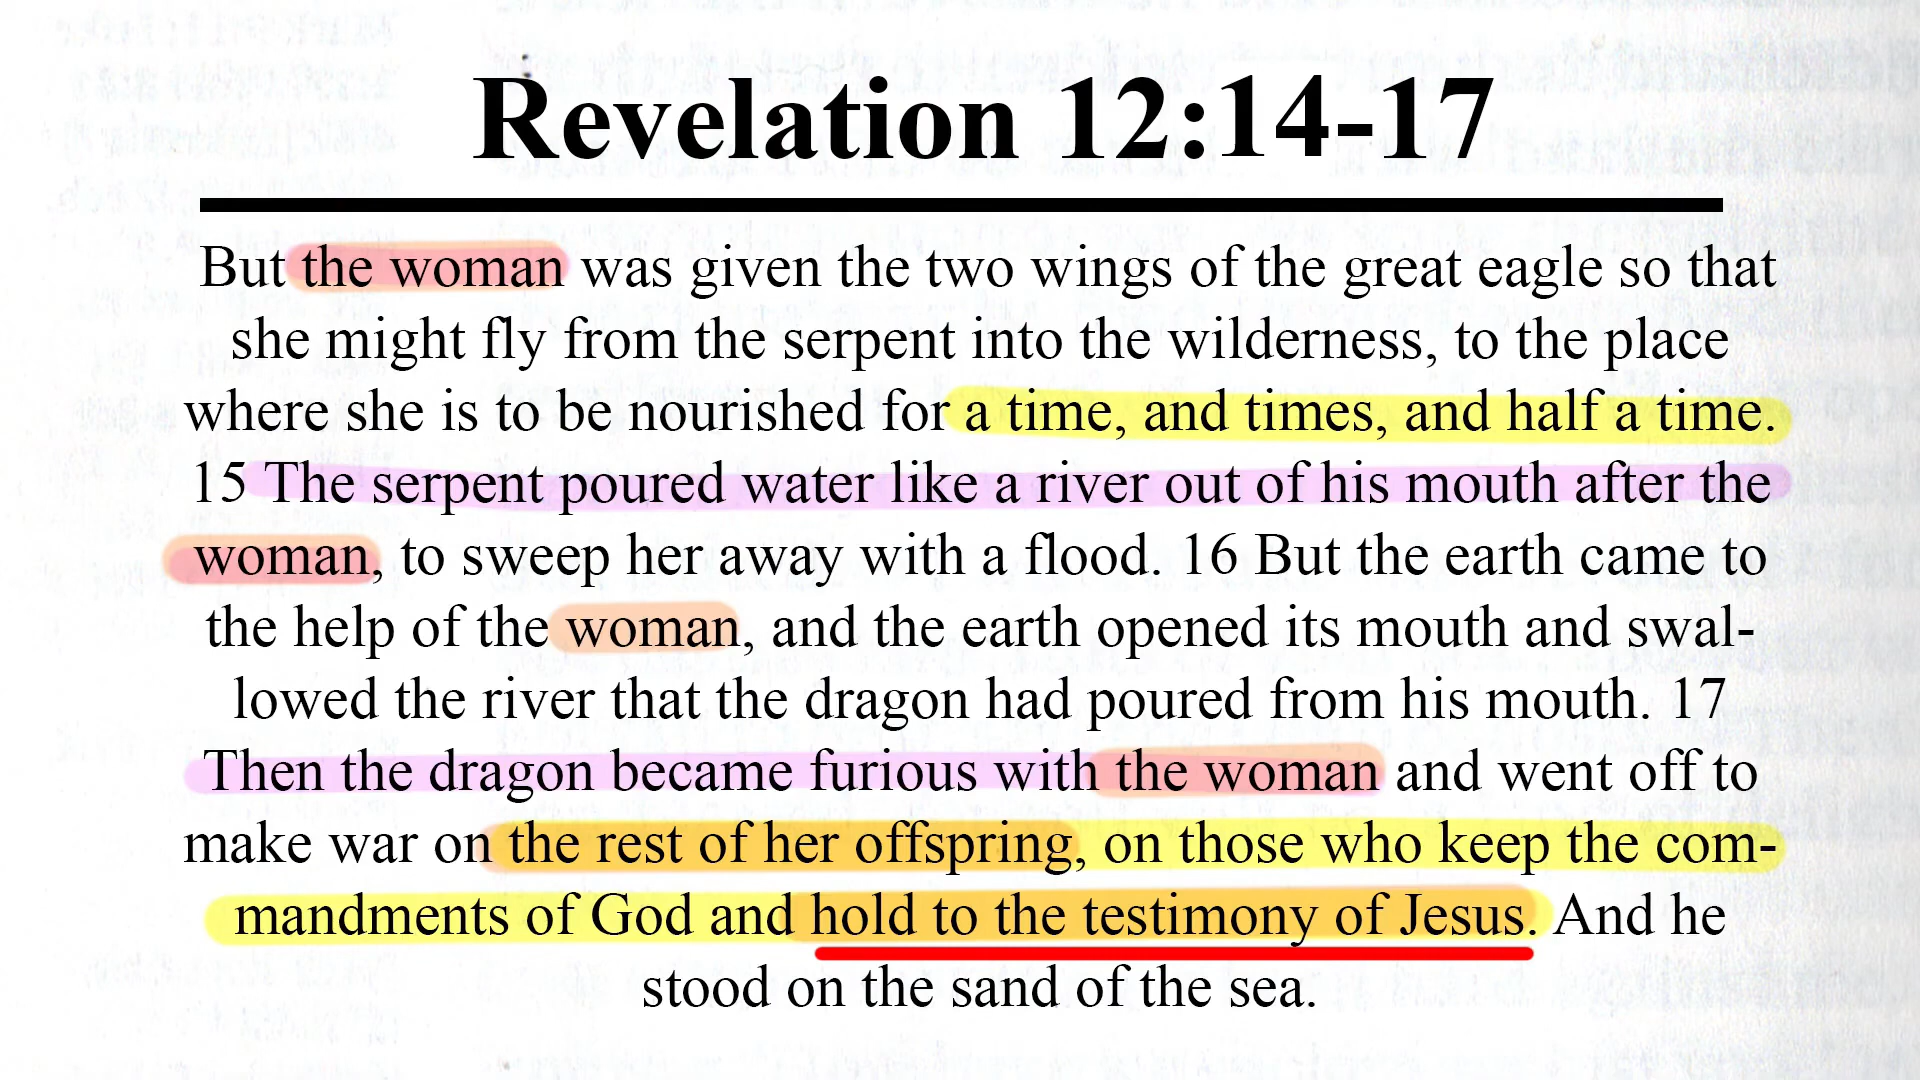 Revelation 12:14-17
But the woman was given the two wings of the great eagle so that
she might fly from the serpent into the wilderness, to the place
where she is to be nourished for a time, and times, and half a time.
15 The serpent poured water like a river out of his mouth after the
woman, to sweep her away with a flood. 16 But the earth came to
the help of the woman, and the earth opened its mouth and swal-
lowed the river that the dragon had poured from his mouth. 17
Then the dragon became furious with the woman and went off to
make war on the rest of her offspring, on those who keep the com-
mandments of God and hold to the testimony of Jesus. And he
stood on the sand of the sea.